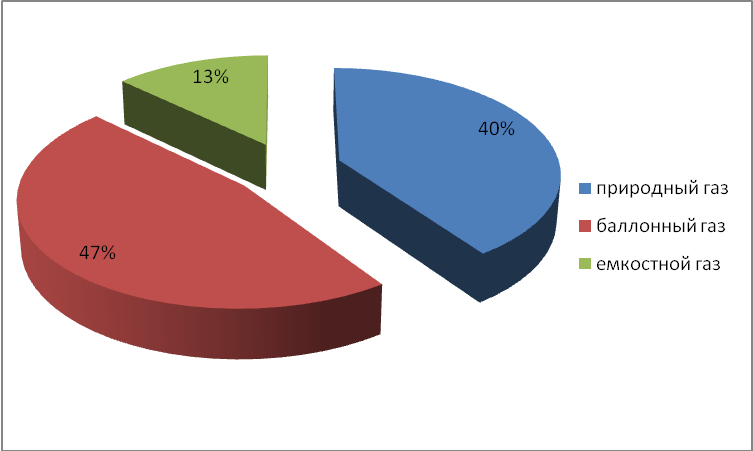 13%
40%
47%
природный газ
баллонный газ
емкостной газ